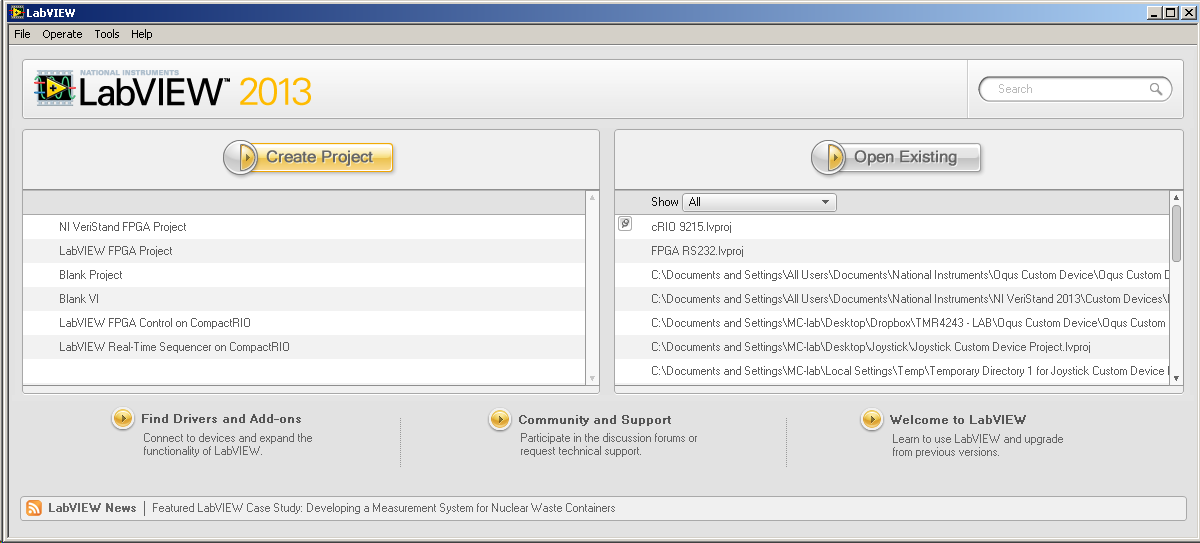 LabVIEW
File Operate Tools Help
NATIONAL INSTRUMENTS
LabVIEW™ 2013
Search
Create Project
NI VeriStand FPGA Project
LabVIEW FPGA Project
Blank Project
Blank VI
LabVIEW FPGA Control on CompactRIO
LabVIEW Real-Time Sequencer on CompactRIO
Open Existing
Show All
cRIO 9215.lvproj
FPGA RS232.lvproj
C:\Documents and Settings\All Users\Documents\National Instruments\Oqus Custom Device\Oqus Custom D
C:\Documents and Settings\All Users\Documents\National Instruments\NI VeriStand 2013\Custom Devices\
C:\Documents and Settings\MC-lab\Desktop\Dropbox\TMR4243 - LAB\Oqus Custom Device\Oqus Custom
C:\Documents and Settings\MC-lab\Desktop\Joystick\Joystick Custom Device Project.lvproj
C:\Documents and Settings\MC-lab\Local Settings\Temp\Temporary Directory 1 for Joystick Custom Device
Find Drivers and Add-ons
Connect to devices and expand the
functionality of LabVIEW.
Community and Support
Participate in the discussion forums or
request technical support.
Welcome to LabVIEW
Learn to use LabVIEW and upgrade
from previous versions.
LabVIEW News | Featured LabVIEW Case Study: Developing a Measurement System for Nuclear Waste Containers